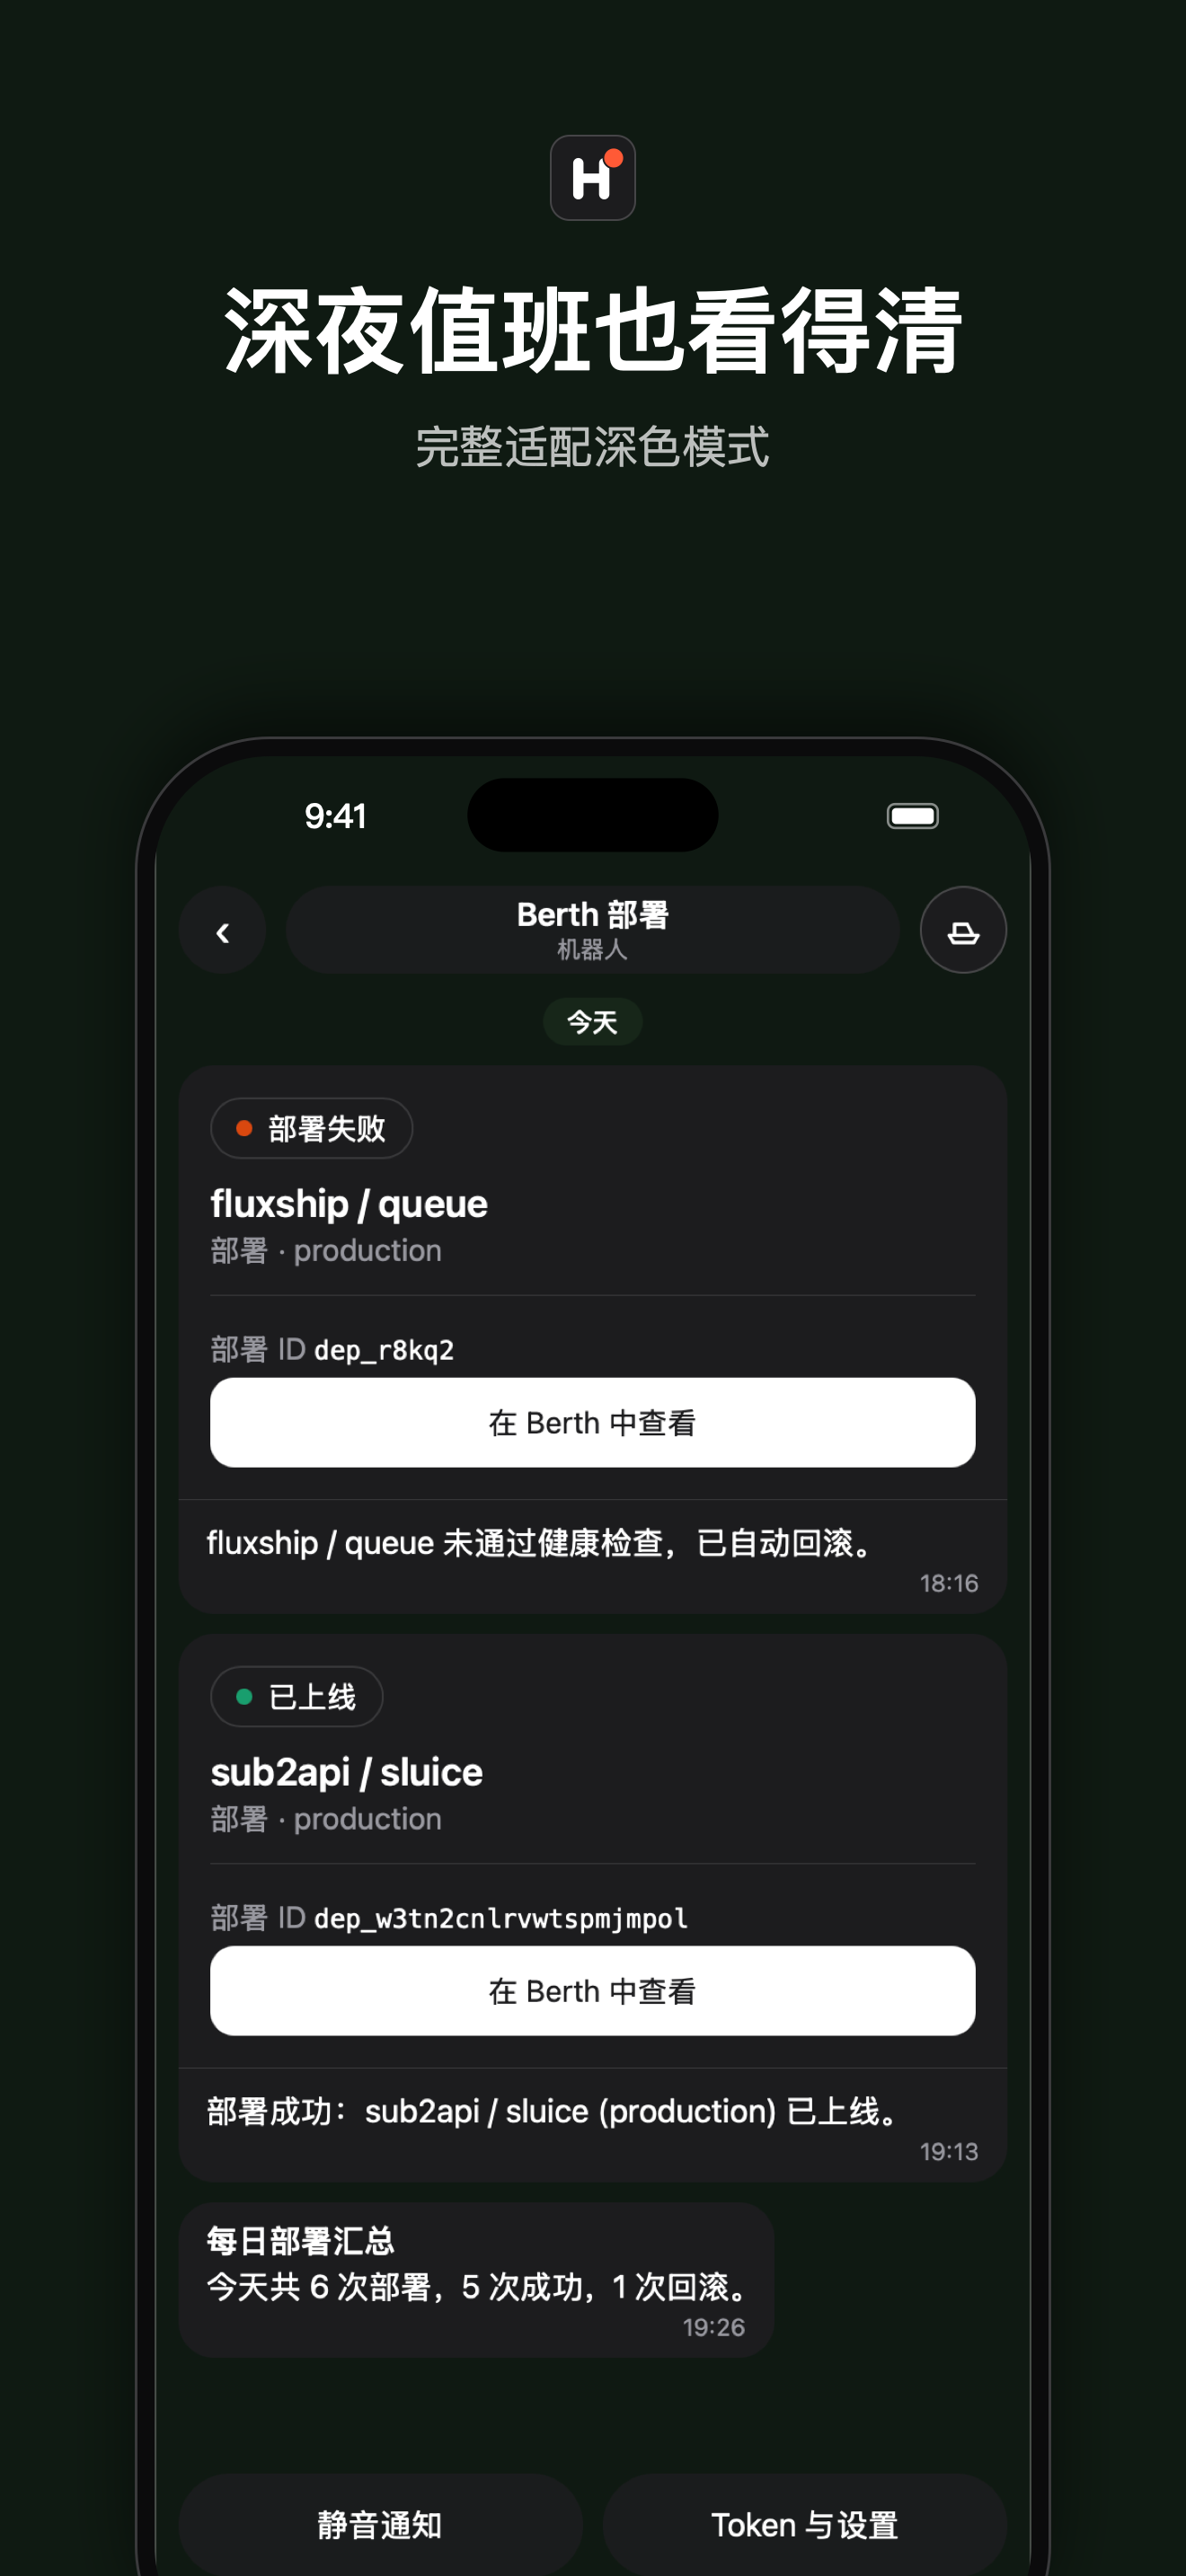 H
深夜值班也看得清
完整适配深色模式
9:41
Berth 部署
机器人
今天
部署失败
fluxship / queue
部署 · production
部署 ID dep_r8kq2
在 Berth 中查看
fluxship / queue 未通过健康检查，已自动回滚。
18:16
已上线
sub2api / sluice
部署 · production
部署 ID dep_w3tn2cnlrvwtspmjmpol
在 Berth 中查看
部署成功：sub2api / sluice (production) 已上线。
19:13
每日部署汇总
今天共 6 次部署，5 次成功，1 次回滚。
19:26
静音通知
Token 与设置